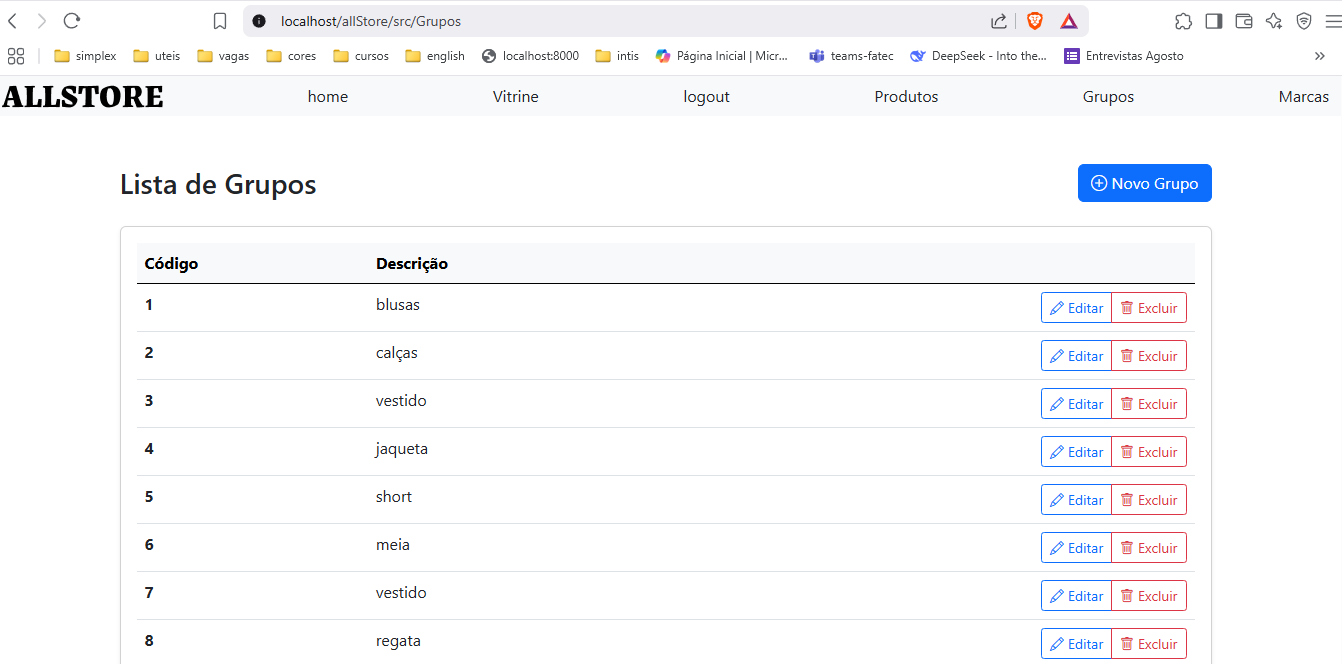 localhost/allStore/src/Grupos
simplex uteis vagas cores cursos english localhost:8000 intis Página Inicial | Micr... teams-fatec DeepSeek - Into the... Entrevistas Agosto »
ALLSTORE home Vitrine logout Produtos Grupos Marcas
Lista de Grupos Novo Grupo
Código Descrição
1 blusas Editar Excluir
2 calças Editar Excluir
3 vestido Editar Excluir
4 jaqueta Editar Excluir
5 short Editar Excluir
6 meia Editar Excluir
7 vestido Editar Excluir
8 regata Editar Excluir